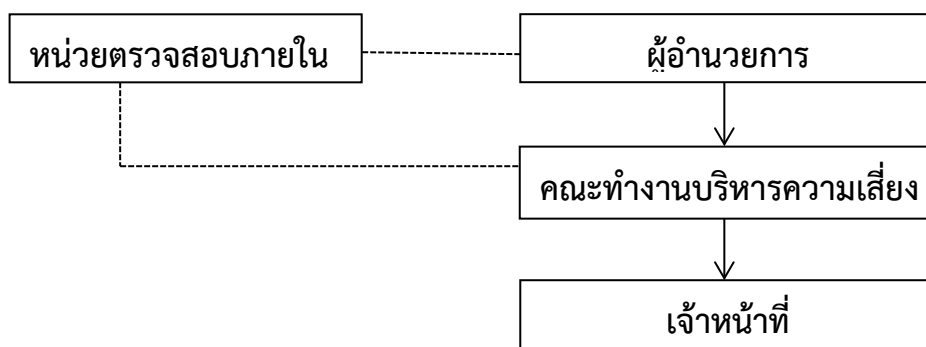 หน่วยตรวจสอบภายใน
ผู้อำนวยการ
คณะทำงานบริหารความเสี่ยง
เจ้าหน้าที่